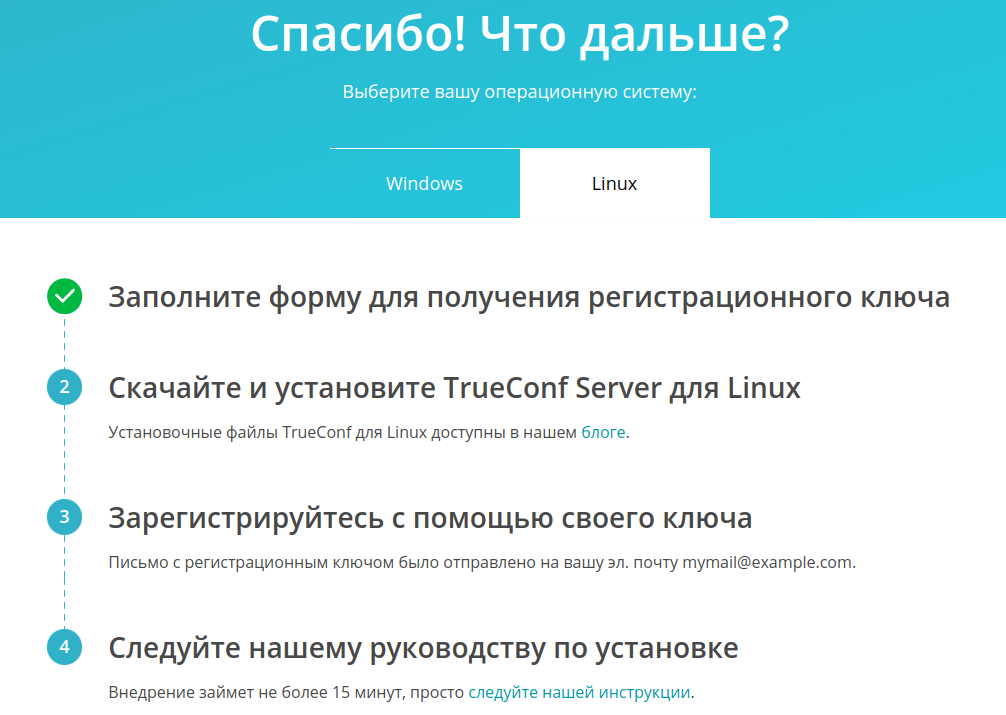 Спасибо! Что дальше?
Выберите вашу операционную систему:
Windows
Linux
Заполните форму для получения регистрационного ключа
2
Скачайте и установите TrueConf Server для Linux
Установочные файлы TrueConf для Linux доступны в нашем блоге.
3
Зарегистрируйтесь с помощью своего ключа
Письмо с регистрационным ключом было отправлено на вашу эл. почту mymail@example.com.
4
Следуйте нашему руководству по установке
Внедрение займет не более 15 минут, просто следуйте нашей инструкции.